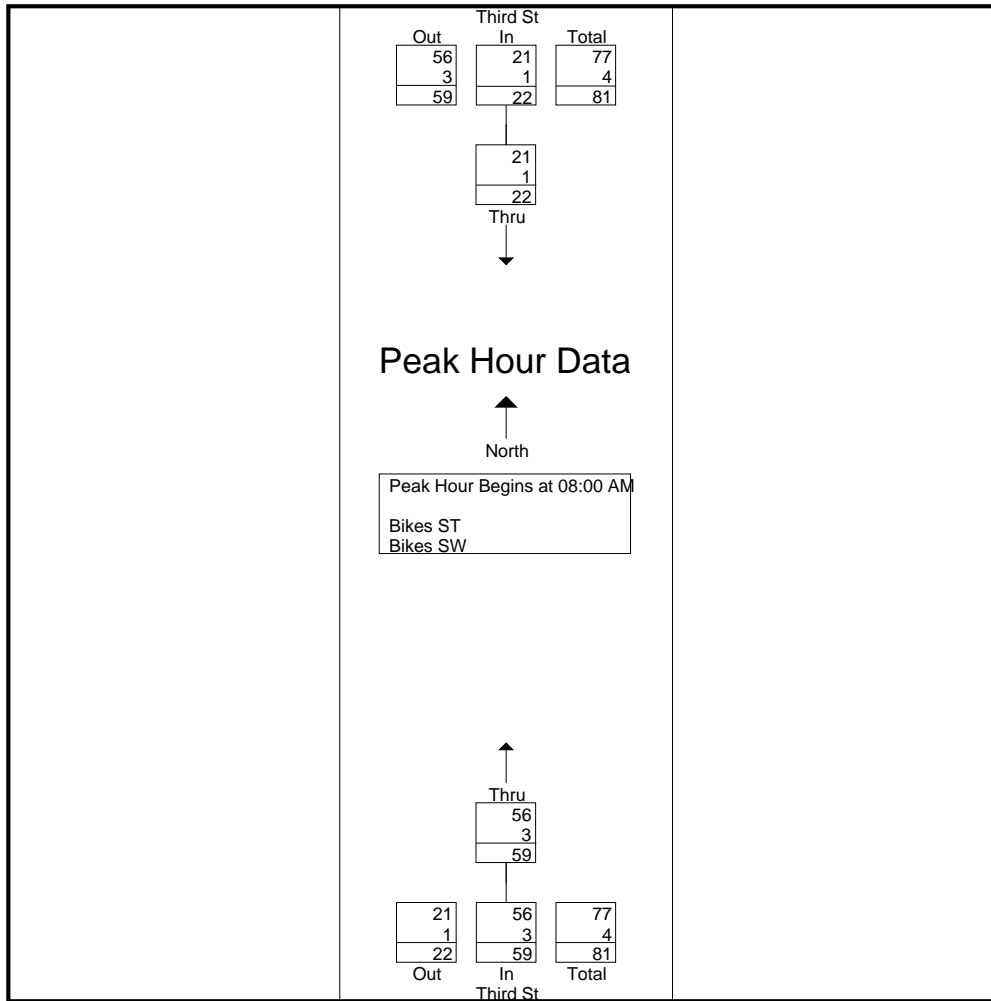 Third St
Out In Total
56 21 77
3 1 4
59 22 81
21
1
22
Thru
Peak Hour Data
North
Peak Hour Begins at 08:00 AM
Bikes ST
Bikes SW
Thru
56
3
59
21 56 77
1 3 4
22 59 81
Out In Total
Third St